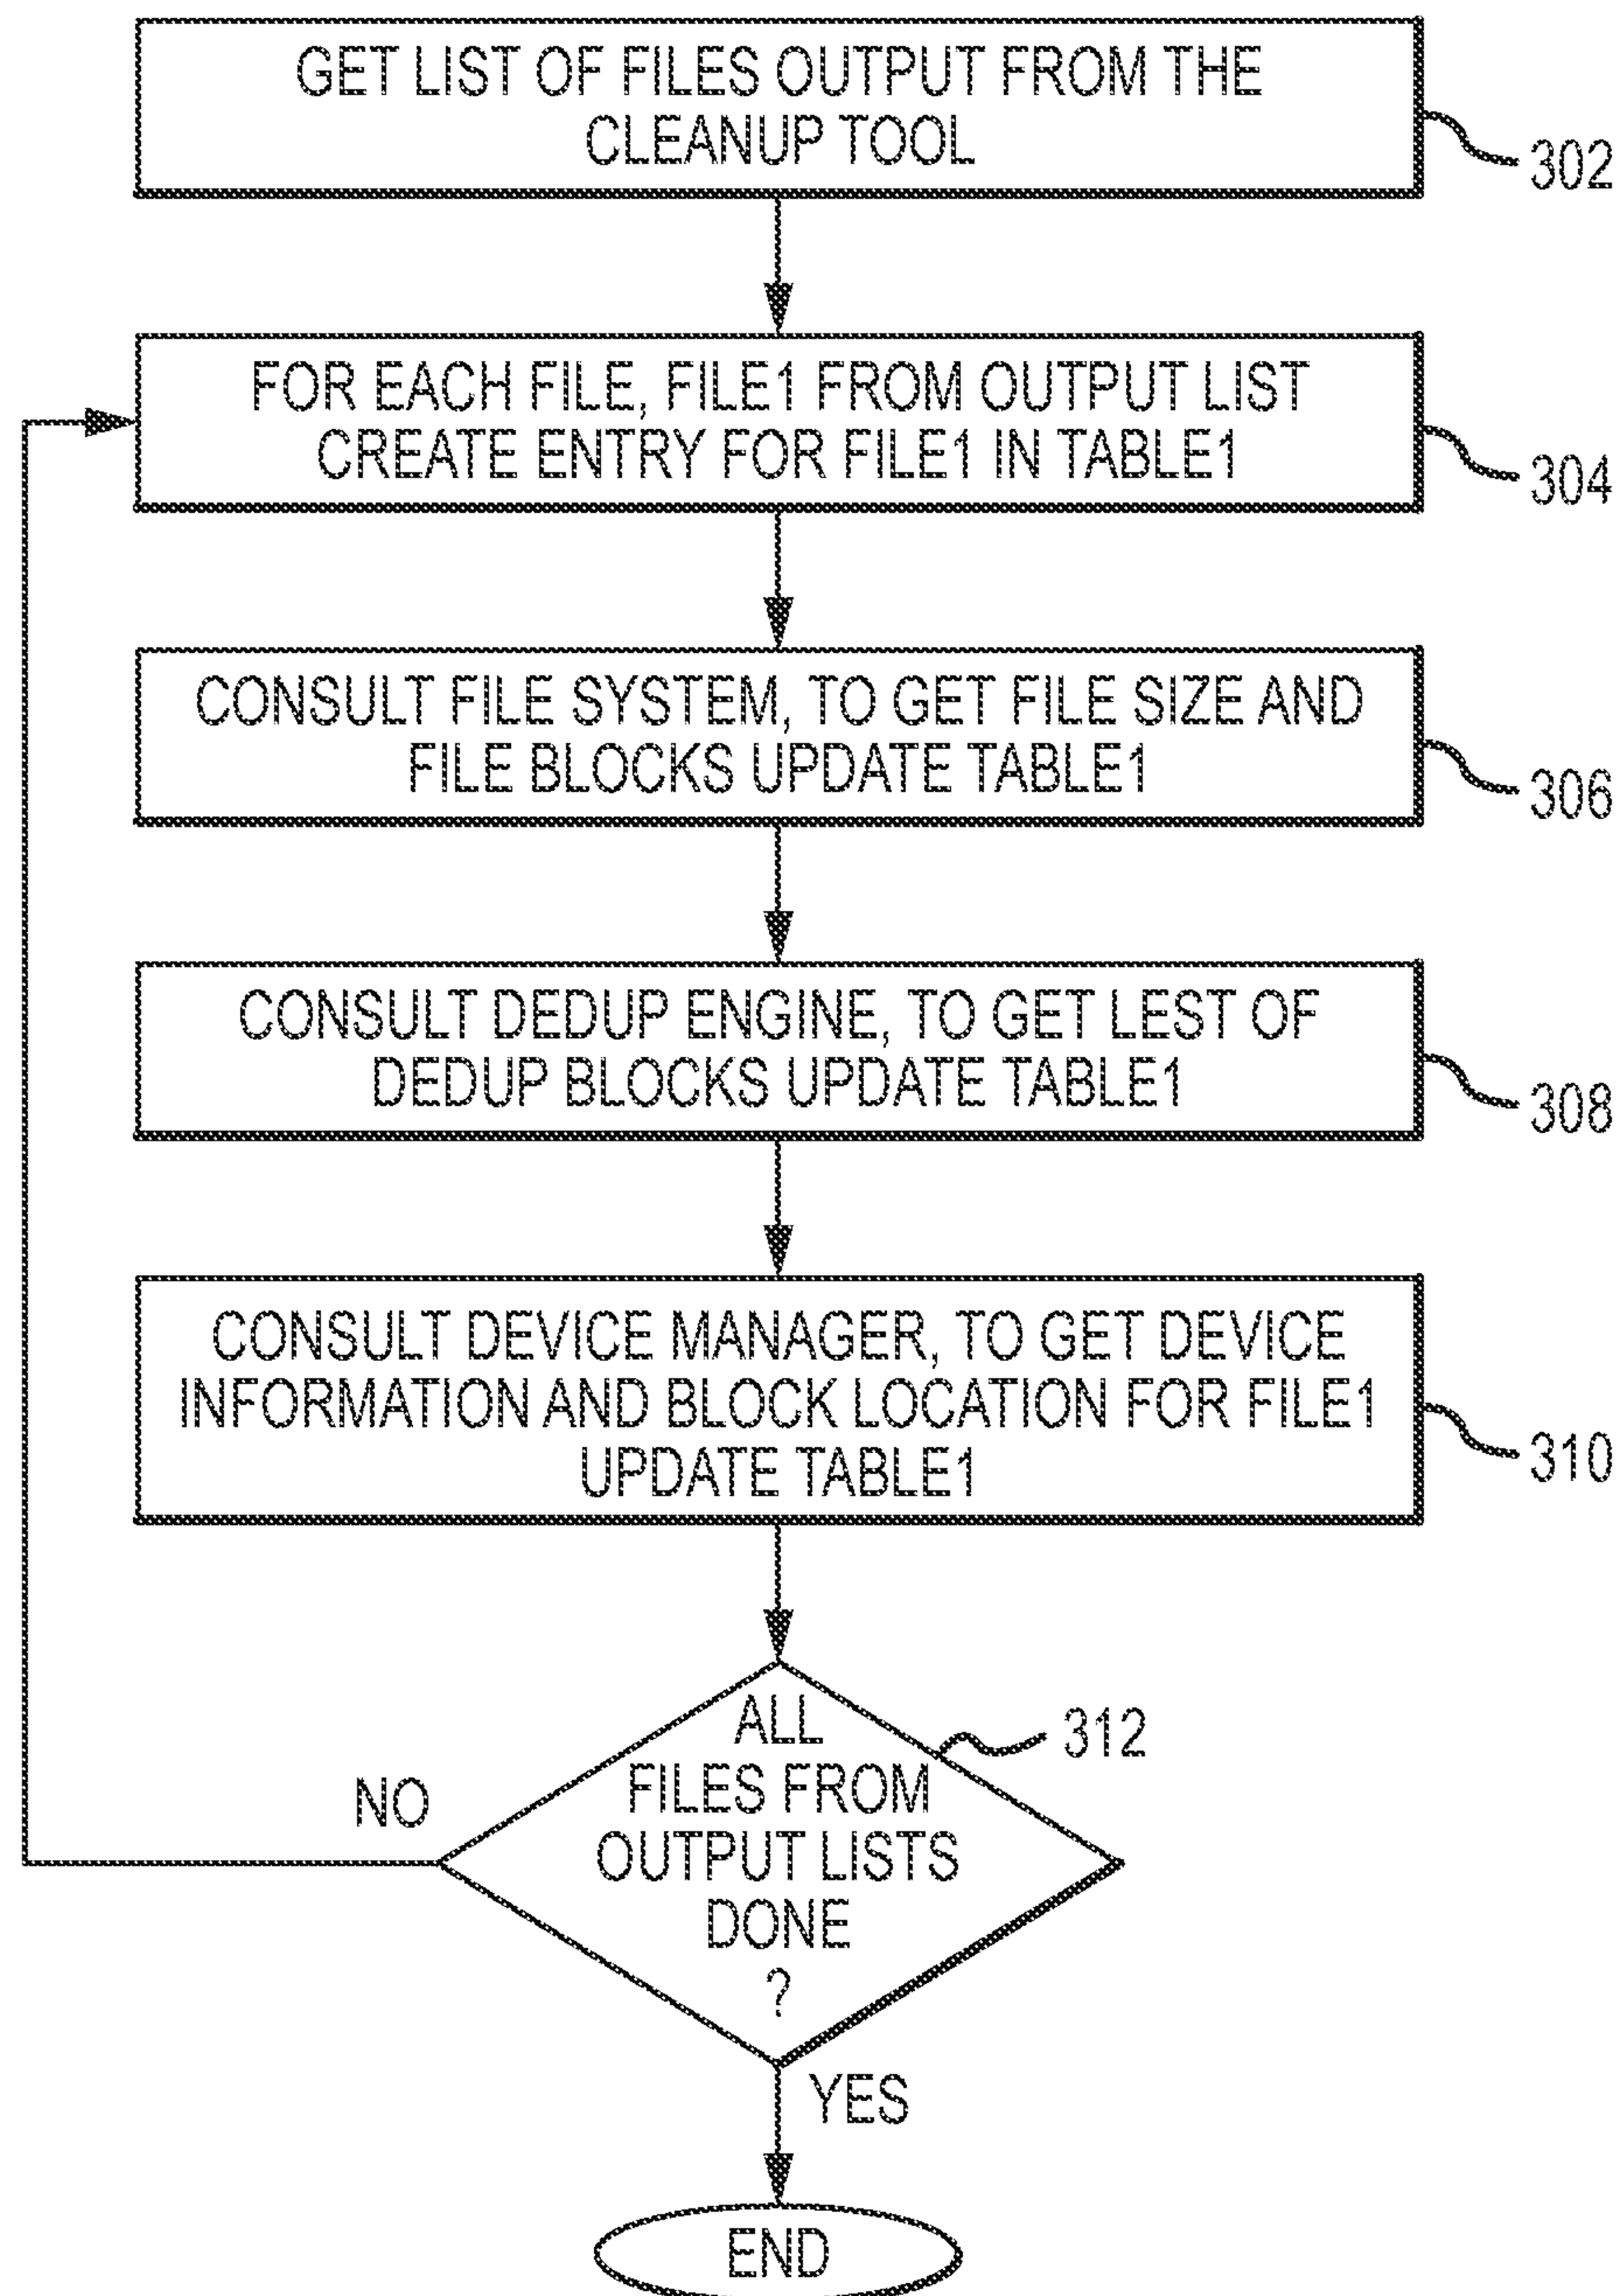 GET LIST OF FILES OUTPUT FROM THE
CLEANUP TOOL
302
FOR EACH FILE, FILE1 FROM OUTPUT LIST
CREATE ENTRY FOR FILE1 IN TABLE1
304
CONSULT FILE SYSTEM, TO GET FILE SIZE AND
FILE BLOCKS UPDATE TABLE1
306
CONSULT DEDUP ENGINE, TO GET LEST OF
DEDUP BLOCKS UPDATE TABLE1
308
CONSULT DEVICE MANAGER, TO GET DEVICE
INFORMATION AND BLOCK LOCATION FOR FILE1
UPDATE TABLE1
310
ALL
FILES FROM
OUTPUT LISTS
DONE
?
312
NO
YES
END